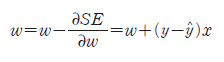 w = w - ∂SE/∂w = w + (y - ŷ)x